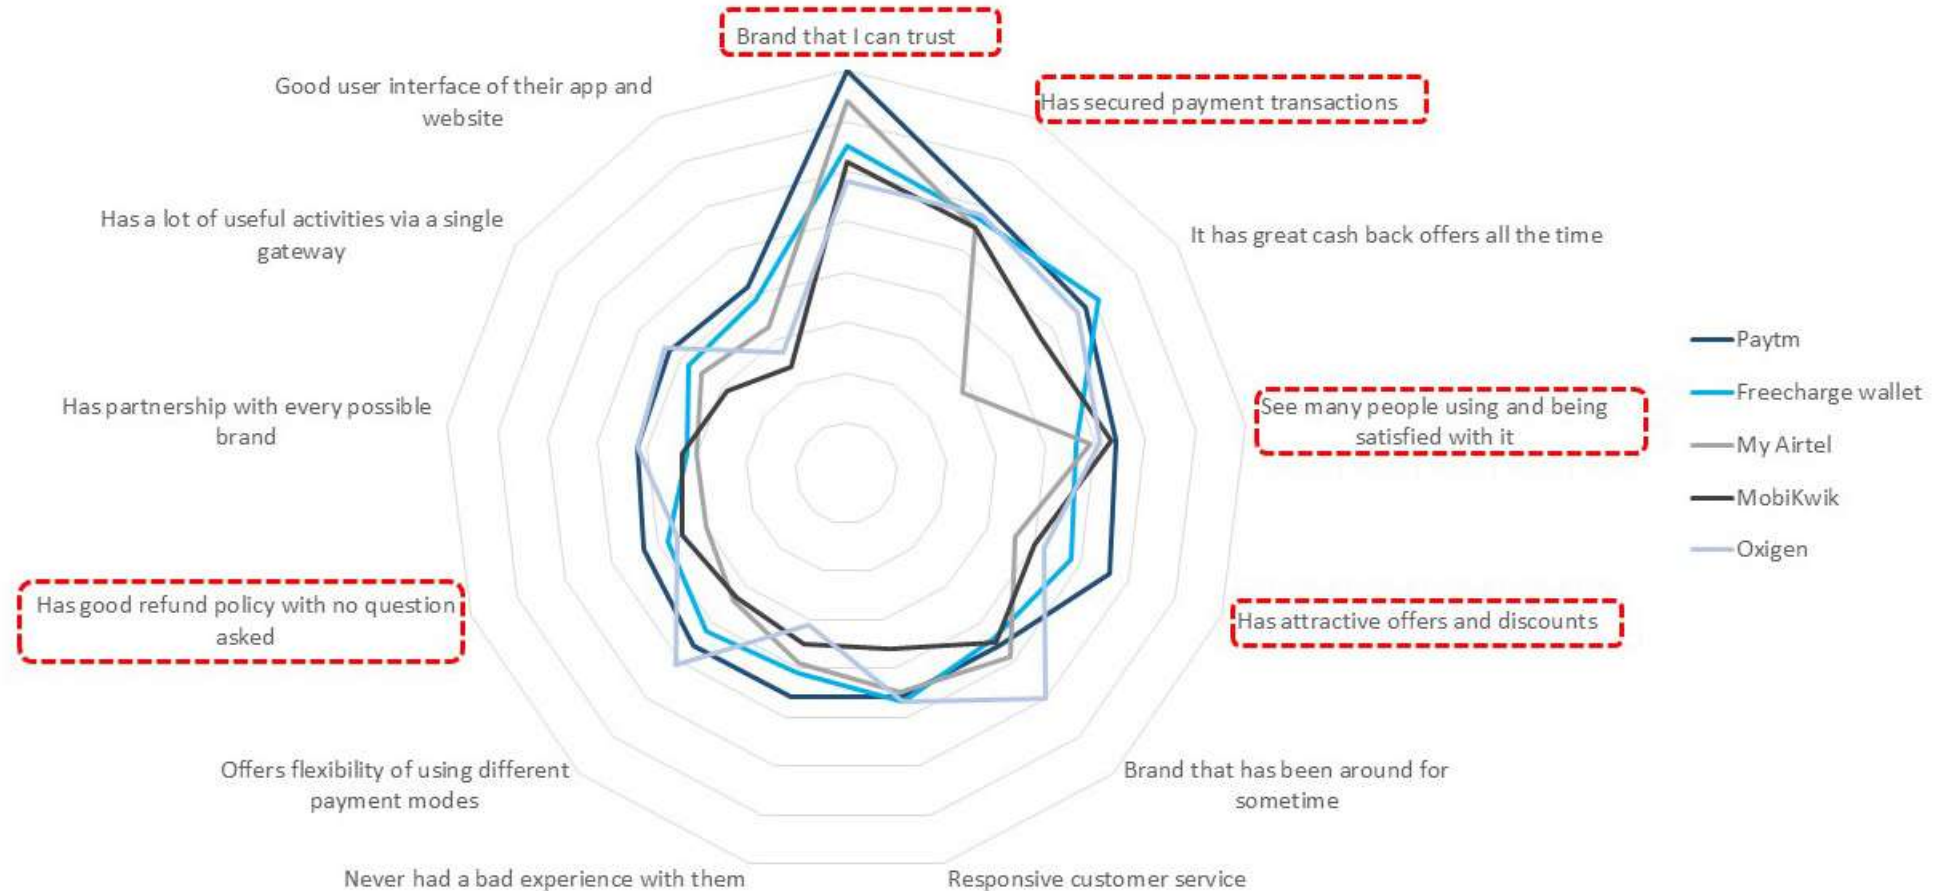 Brand that I can trust
Good user interface of their app and
website
Has secured payment transactions
Has a lot of useful activities via a single
gateway
It has great cash back offers all the time
Has partnership with every possible
brand
See many people using and being
satisfied with it
Paytm
Freecharge wallet
My Airtel
MobiKwik
Oxigen
Has good refund policy with no question
asked
Has attractive offers and discounts
Offers flexibility of using different
payment modes
Brand that has been around for
sometime
Never had a bad experience with them
Responsive customer service